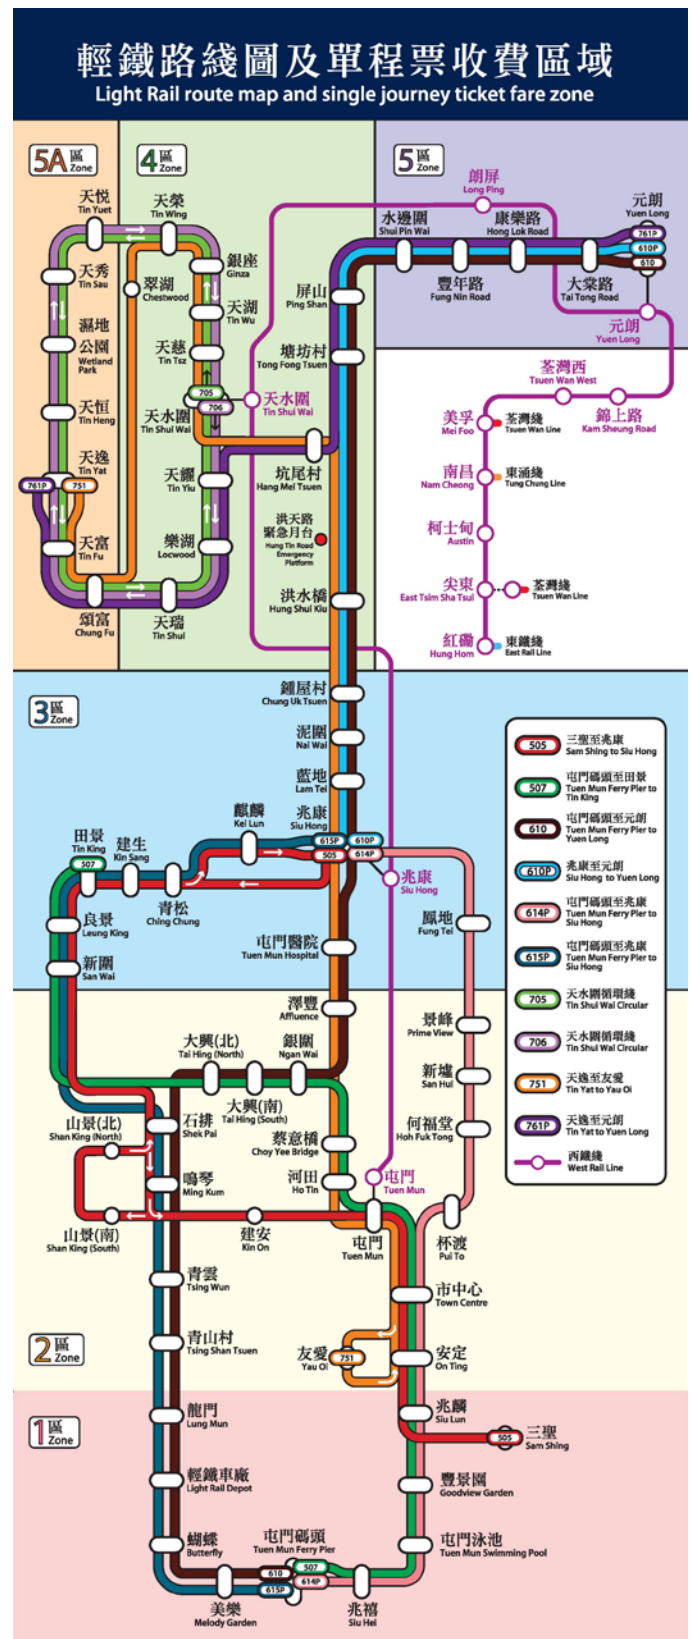 輕鐵路綫圖及單程票收費區域
Light Rail route map and single journey ticket fare zone
5A 區
Zone
4 區
Zone
5 區
Zone
天悅
Tin Yuet
天榮
Tin Wing
朗屏
Long Ping
水邊圍
Shui Pin Wai
康樂路
Hong Lok Road
元朗
Yuen Long
761P
610P
610
天秀
Tin Sau
翠湖
Chestwood
銀座
Ginza
屏山
Ping Shan
豐年路
Fung Nin Road
大棠路
Tai Tong Road
元朗
Yuen Long
濕地
公園
Wetland
Park
天湖
Tin Wu
天慈
Tin Tsz
塘坊村
Tong Fong Tsuen
705
706
天水圍
Tin Shui Wai
天水圍
Tin Shui Wai
荃灣西
Tsuen Wan West
錦上路
Kam Sheung Road
天恒
Tin Heng
美孚
Mei Foo
荃灣綫
Tsuen Wan Line
天逸
Tin Yat
761P
751
天耀
Tin Yiu
坑尾村
Hang Mei Tsuen
南昌
Nam Cheong
東涌綫
Tung Chung Line
天富
Tin Fu
樂湖
Locwood
洪天路
緊急月台
Hung Tin Road
Emergency
Platform
柯士甸
Austin
頌富
Chung Fu
天瑞
Tin Shui
洪水橋
Hung Shui Kiu
尖東
East Tsim Sha Tsui
荃灣綫
Tsuen Wan Line
紅磡
Hung Hom
東鐵綫
East Rail Line
3 區
Zone
鍾屋村
Chung Uk Tsuen
泥圍
Nai Wai
藍地
Lam Tei
兆康
Siu Hong
615P
610P
505
614P
麒麟
Kei Lun
田景
Tin King
507
建生
Kin Sang
青松
Ching Chung
兆康
Siu Hong
良景
Leung King
新圍
San Wai
屯門醫院
Tuen Mun Hospital
鳳地
Fung Tei
澤豐
Affluence
景峰
Prime View
大興(北)
Tai Hing (North)
銀圍
Ngan Wai
大興(南)
Tai Hing (South)
新墟
San Hui
山景(北)
Shan King (North)
石排
Shek Pai
蔡意橋
Choy Yee Bridge
何福堂
Hoh Fuk Tong
鳴琴
Ming Kum
河田
Ho Tin
屯門
Tuen Mun
山景(南)
Shan King (South)
建安
Kin On
屯門
Tuen Mun
杯渡
Pui To
青雲
Tsing Wun
市中心
Town Centre
青山村
Tsing Shan Tsuen
友愛
Yau Oi
751
安定
On Ting
2 區
Zone
1 區
Zone
龍門
Lung Mun
兆麟
Siu Lun
505
三聖
Sam Shing
輕鐵車廠
Light Rail Depot
豐景園
Goodview Garden
蝴蝶
Butterfly
屯門碼頭
Tuen Mun Ferry Pier
610
507
615P
614P
屯門泳池
Tuen Mun Swimming Pool
美樂
Melody Garden
兆禧
Siu Hei
505
三聖至兆康
Sam Shing to Siu Hong
507
屯門碼頭至田景
Tuen Mun Ferry Pier to
Tin King
610
屯門碼頭至元朗
Tuen Mun Ferry Pier to
Yuen Long
610P
兆康至元朗
Siu Hong to Yuen Long
614P
屯門碼頭至兆康
Tuen Mun Ferry Pier to
Siu Hong
615P
屯門碼頭至兆康
Tuen Mun Ferry Pier to
Siu Hong
705
天水圍循環綫
Tin Shui Wai Circular
706
天水圍循環綫
Tin Shui Wai Circular
751
天逸至友愛
Tin Yat to Yau Oi
761P
天逸至元朗
Tin Yat to Yuen Long
西鐵綫
West Rail Line